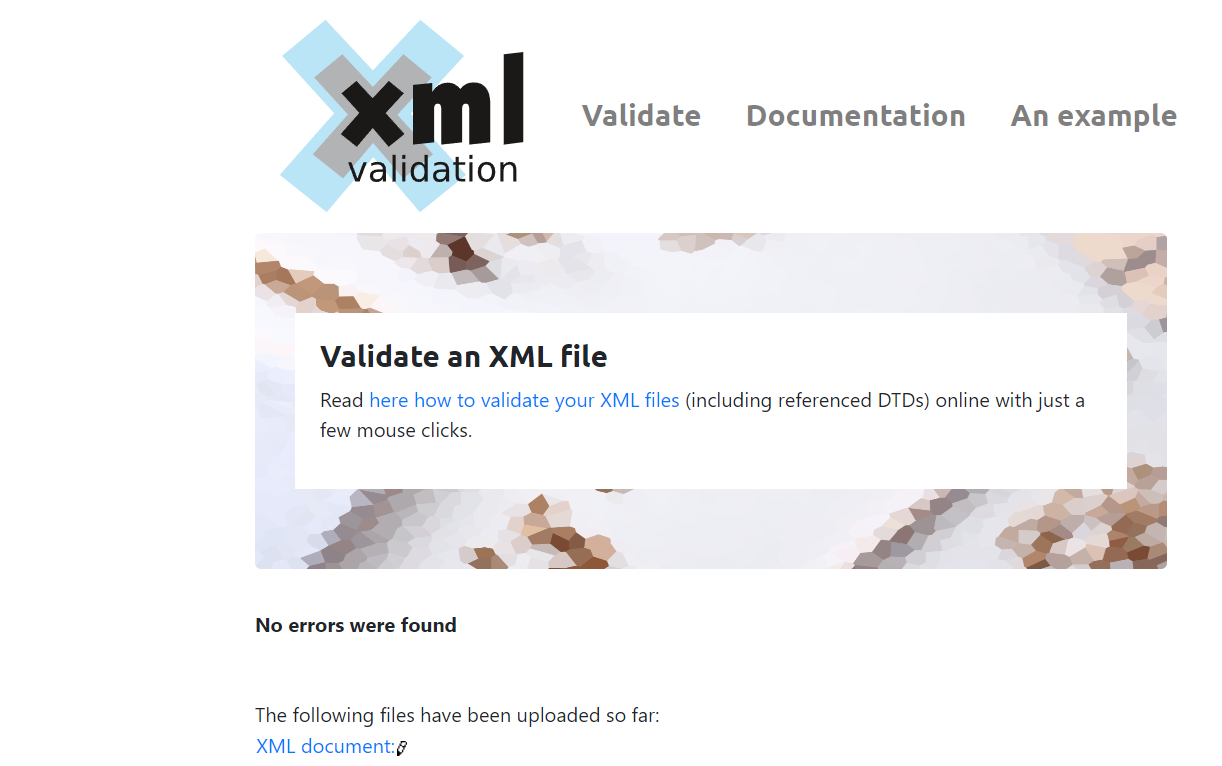 xml
validation
Validate Documentation An example
Validate an XML file
Read here how to validate your XML files (including referenced DTDs) online with just a
few mouse clicks.
No errors were found
The following files have been uploaded so far:
XML document: